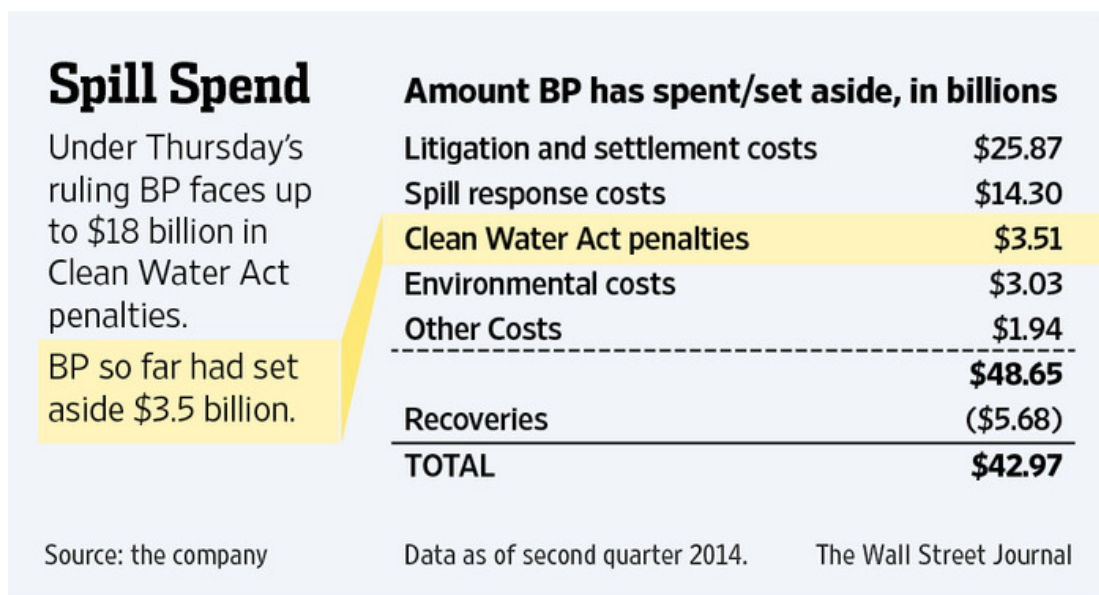 Spill Spend
Under Thursday’s
ruling BP faces up
to $18 billion in
Clean Water Act
penalties.
BP so far had set
aside $3.5 billion.
Amount BP has spent/set aside, in billions
Litigation and settlement costs $25.87
Spill response costs $14.30
Clean Water Act penalties $3.51
Environmental costs $3.03
Other Costs $1.94
$48.65
Recoveries ($5.68)
TOTAL $42.97
Source: the company
Data as of second quarter 2014.
The Wall Street Journal